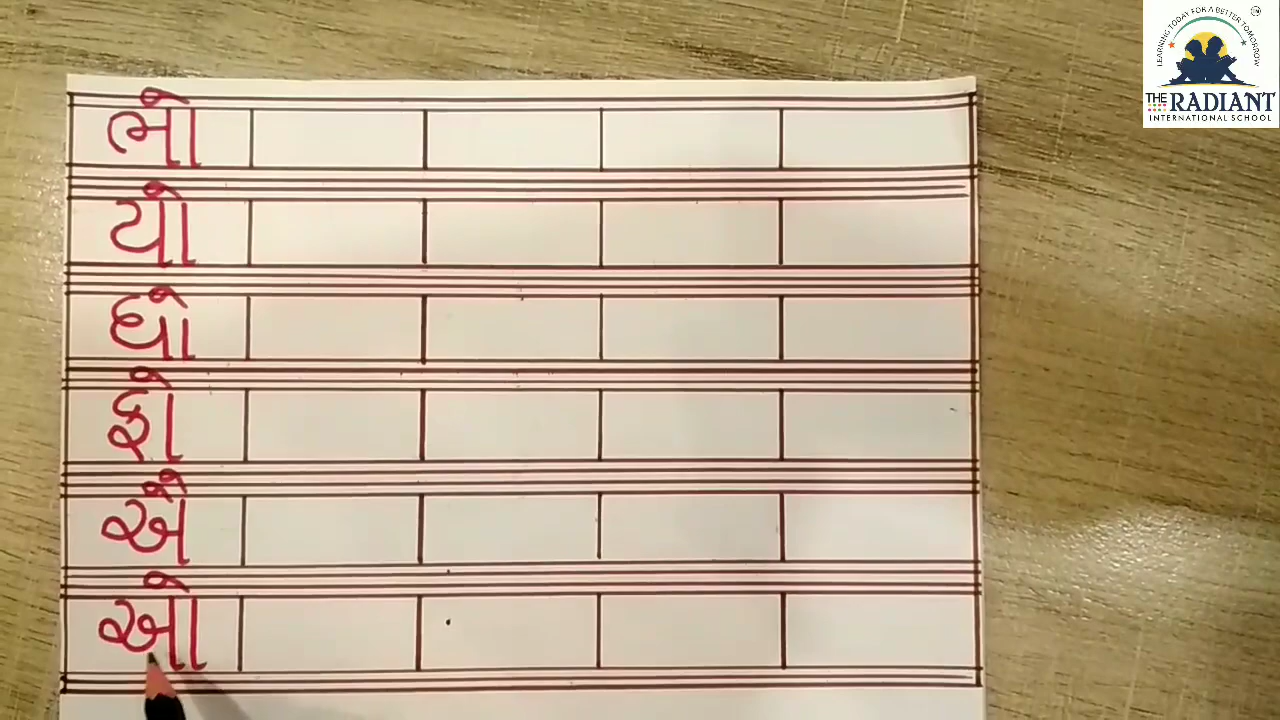 LEARNING TODAY FOR A BETTER TOMORROW
THE RADIANT
INTERNATIONAL SCHOOL
ભો
યો
ઘો
ફો
ઐ
ઓ